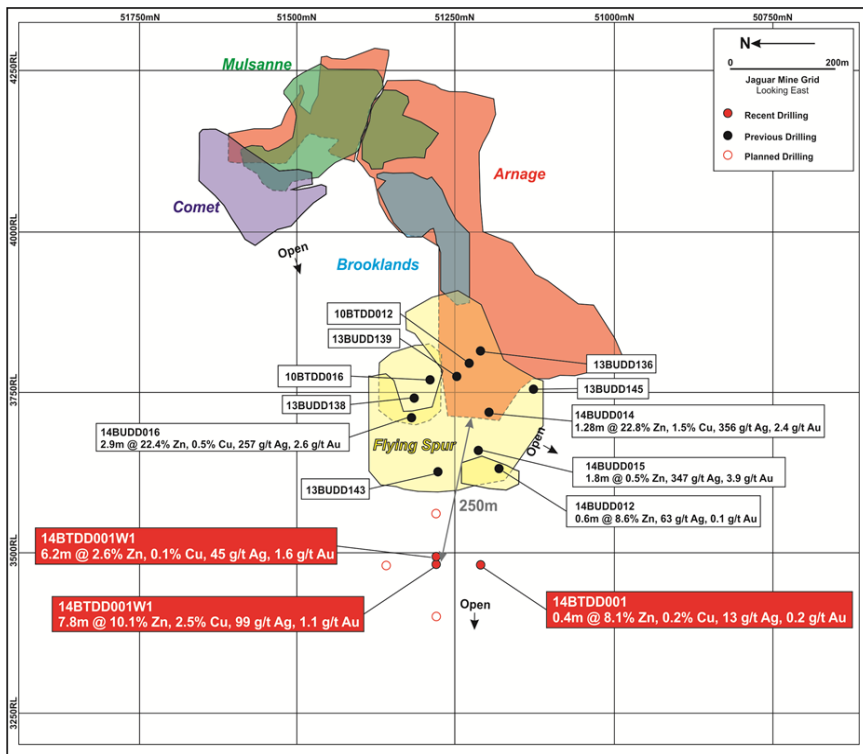 51750mN
51500mN
51250mN
51000mN
50750mN
4250RL
4000RL
3750RL
3500RL
3250RL
N
0 200m
Jaguar Mine Grid
Looking East
Recent Drilling
Previous Drilling
Planned Drilling
Mulsanne
Arnage
Comet
Open
Brooklands
10BTDD012
13BUDD139
13BUDD136
10BTDD016
13BUDD145
13BUDD138
14BUDD014
1.28m @ 22.8% Zn, 1.5% Cu, 356 g/t Ag, 2.4 g/t Au
14BUDD016
2.9m @ 22.4% Zn, 0.5% Cu, 257 g/t Ag, 2.6 g/t Au
Flying Spur
Open
14BUDD015
1.8m @ 0.5% Zn, 347 g/t Ag, 3.9 g/t Au
13BUDD143
14BUDD012
0.6m @ 8.6% Zn, 63 g/t Ag, 0.1 g/t Au
250m
14BTDD001W1
6.2m @ 2.6% Zn, 0.1% Cu, 45 g/t Ag, 1.6 g/t Au
14BTDD001W1
7.8m @ 10.1% Zn, 2.5% Cu, 99 g/t Ag, 1.1 g/t Au
Open
14BTDD001
0.4m @ 8.1% Zn, 0.2% Cu, 13 g/t Ag, 0.2 g/t Au